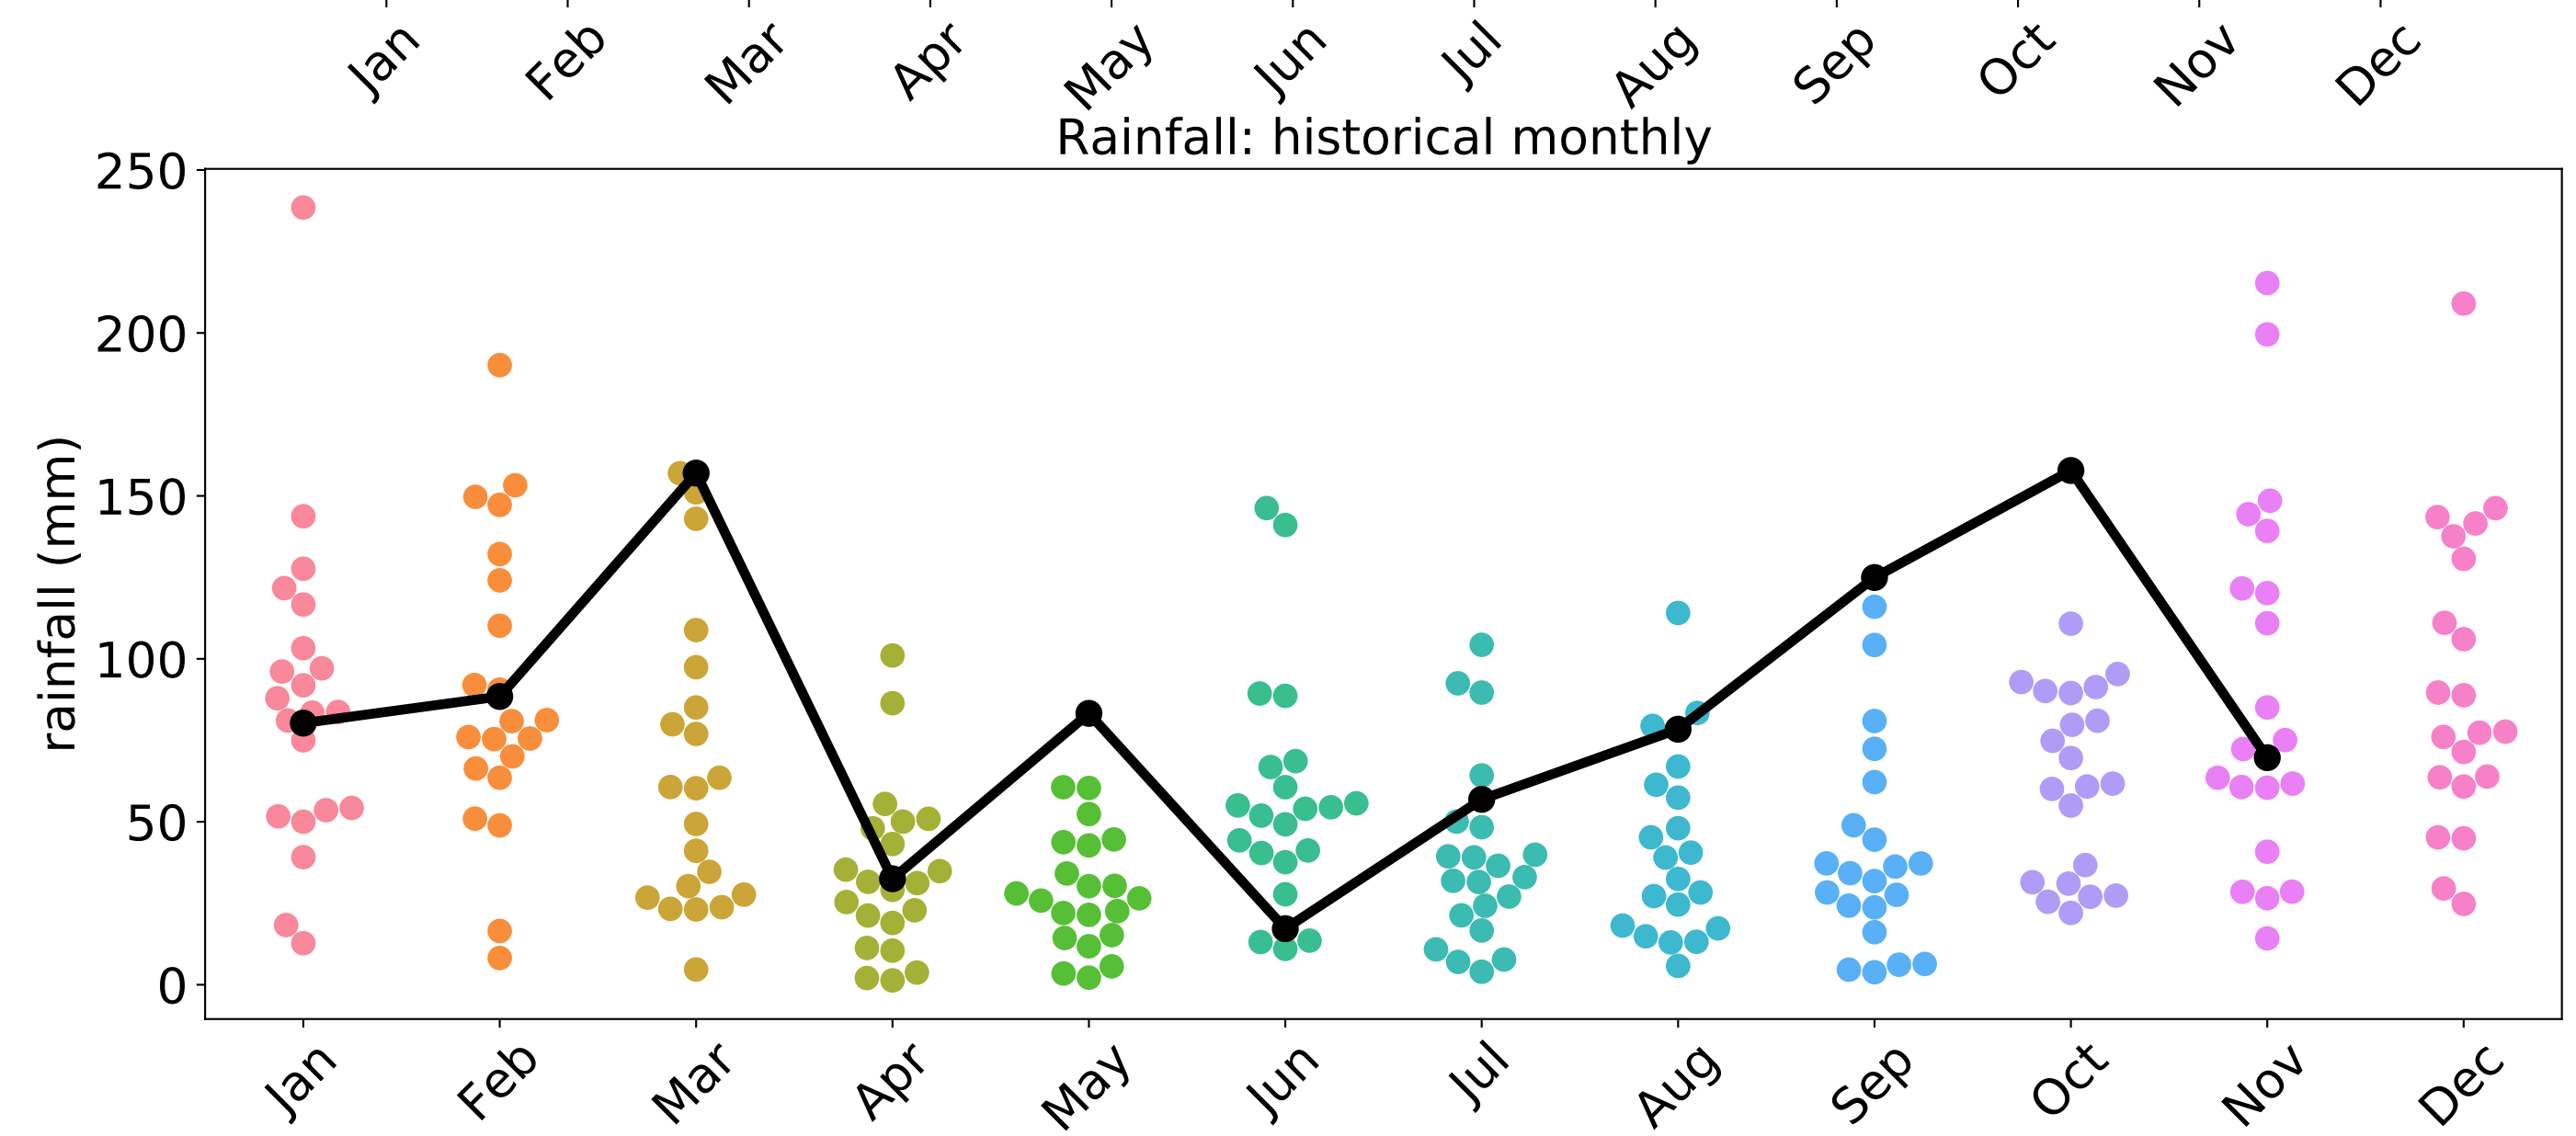 Jan Feb Mar Apr May Jun Jul Aug Sep Oct Nov Dec
Rainfall: historical monthly
rainfall (mm)
250
200
150
100
50
0
Jan Feb Mar Apr May Jun Jul Aug Sep Oct Nov Dec